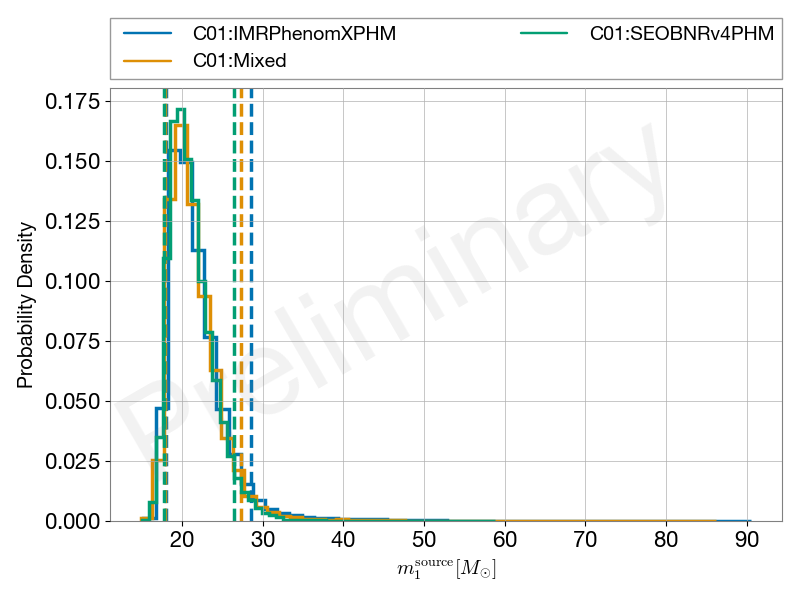 C01:IMRPhenomXPHM
C01:Mixed
C01:SEOBNRv4PHM
0.175
0.150
0.125
0.100
0.075
0.050
0.025
0.000
Probability Density
Preliminary
20 30 40 50 60 70 80 90
m₁^source [M⊙]